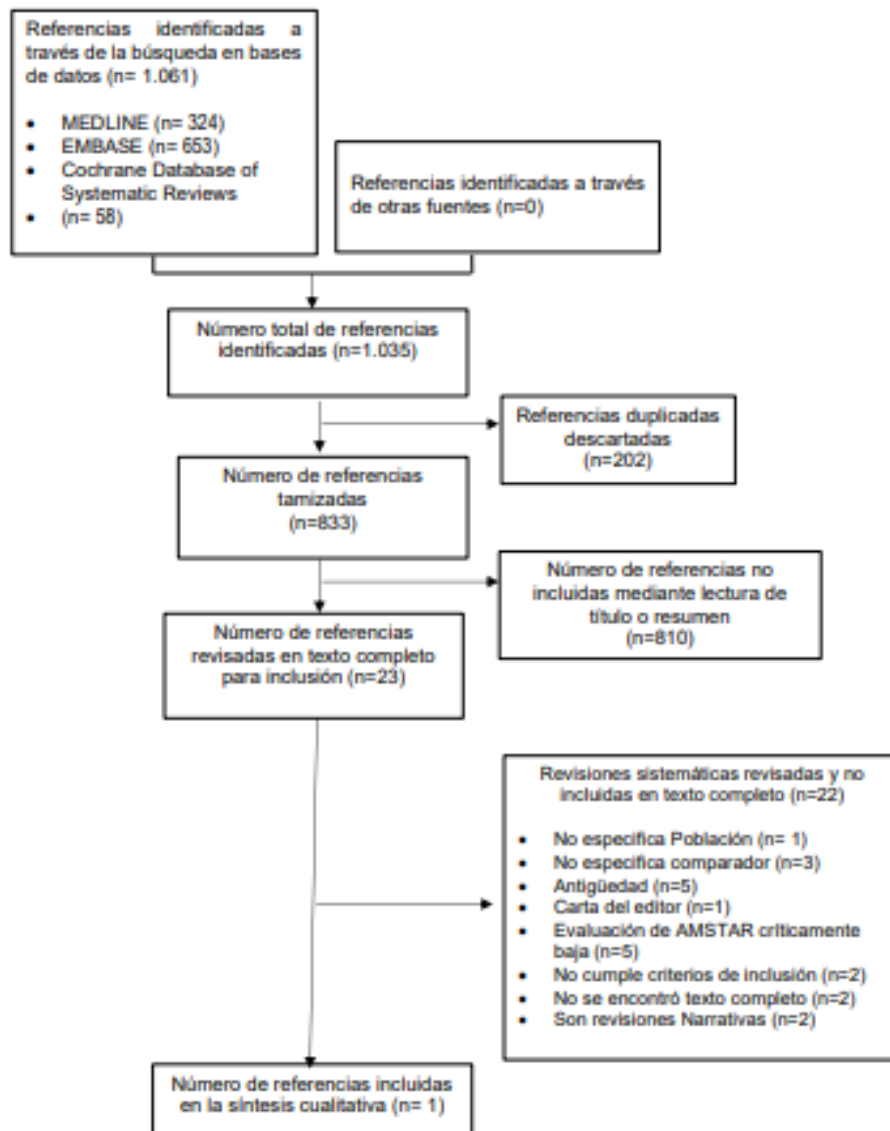 Referencias identificadas a
través de la búsqueda en bases
de datos (n= 1.061)
• MEDLINE (n= 324)
• EMBASE (n= 653)
• Cochrane Database of
Systematic Reviews
• (n= 58)
Referencias identificadas a través
de otras fuentes (n=0)
Número total de referencias
identificadas (n=1.035)
Referencias duplicadas
descartadas
(n=202)
Número de referencias
tamizadas
(n=833)
Número de referencias no
incluidas mediante lectura de
título o resumen
(n=810)
Número de referencias
revisadas en texto completo
para inclusión (n=23)
Revisiones sistemáticas revisadas y no
incluidas en texto completo (n=22)
• No especifica Población (n= 1)
• No especifica comparador (n=3)
• Antigüedad (n=5)
• Carta del editor (n=1)
• Evaluación de AMSTAR críticamente
baja (n=5)
• No cumple criterios de inclusión (n=2)
• No se encontró texto completo (n=2)
• Son revisiones Narrativas (n=2)
Número de referencias incluidas
en la síntesis cualitativa (n= 1)